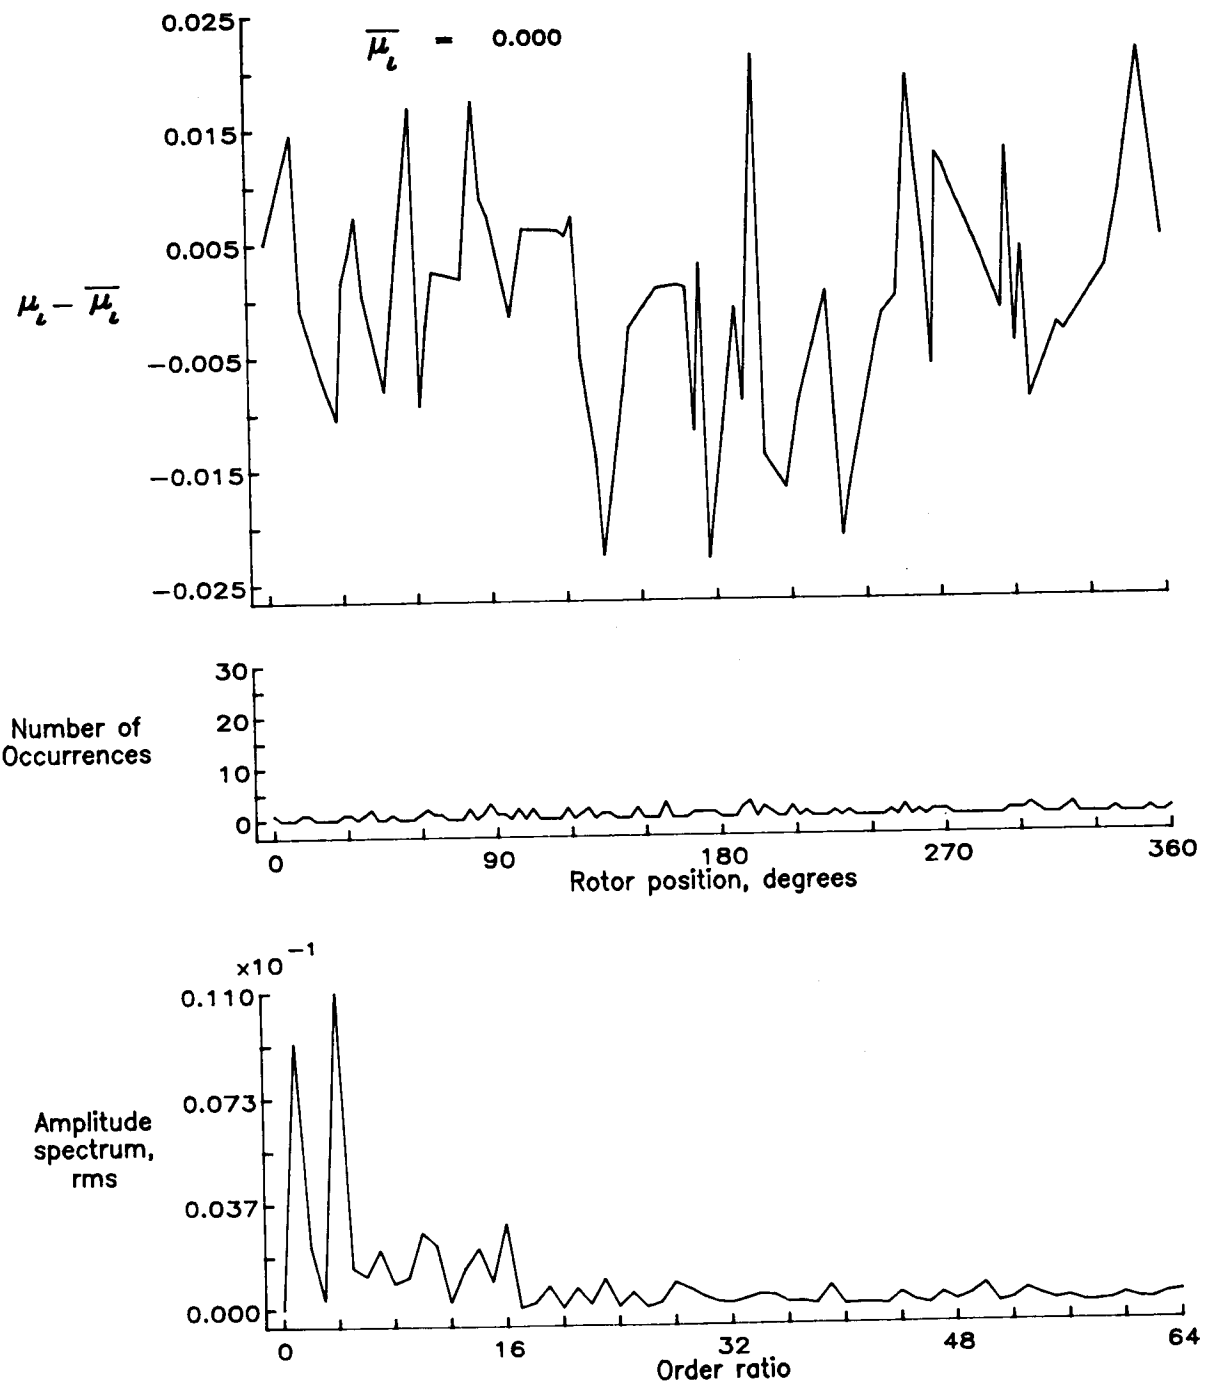 0.025
μ̅ι = 0.000
0.015
0.005
μι − μ̅ι
−0.005
−0.015
−0.025
30
Number of
Occurrences
20
10
0
0 90 180 270 360
Rotor position, degrees
×10⁻¹
0.110
0.073
Amplitude
spectrum,
rms
0.037
0.000
0 16 32 48 64
Order ratio